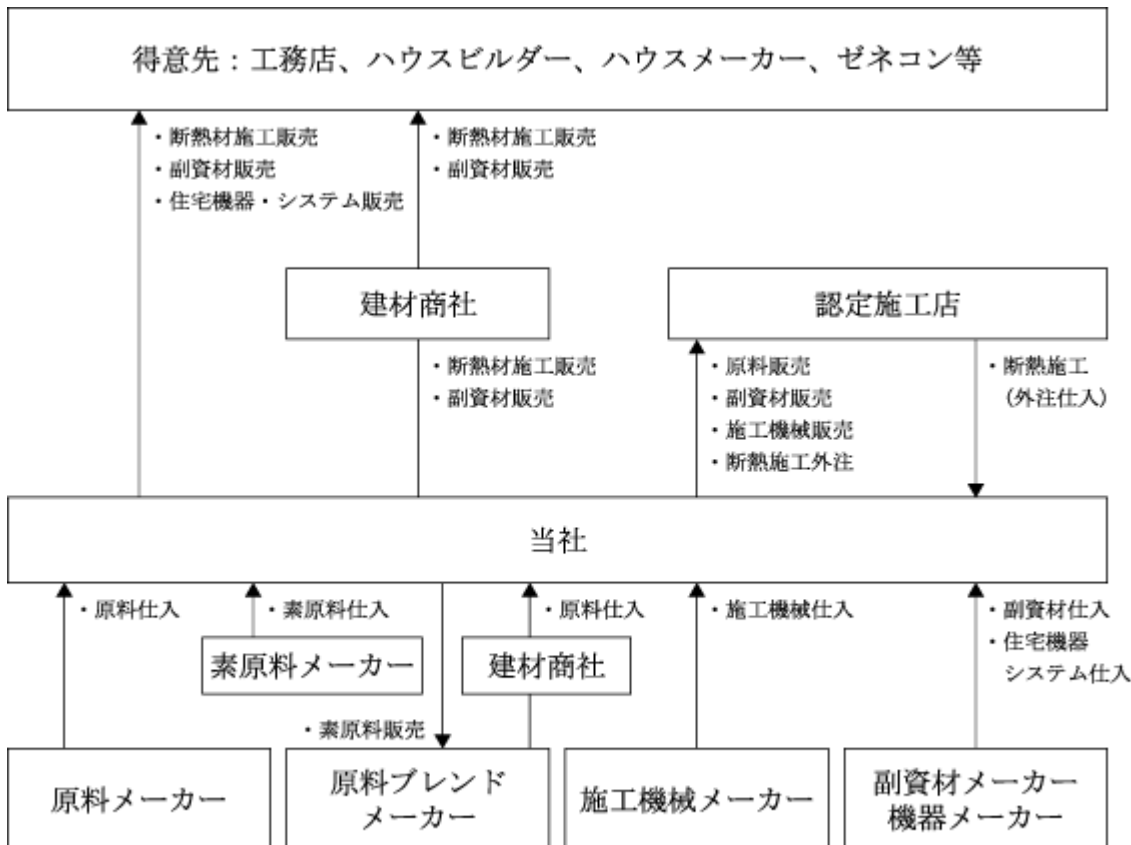 得意先：工務店、ハウスビルダー、ハウスメーカー、ゼネコン等
・断熱材施工販売
・副資材販売
・住宅機器・システム販売
・断熱材施工販売
・副資材販売
建材商社
認定施工店
・断熱材施工販売
・副資材販売
・原料販売
・副資材販売
・施工機械販売
・断熱施工外注
・断熱施工
（外注仕入）
当社
・原料仕入
・素原料仕入
・原料仕入
・施工機械仕入
・副資材仕入
・住宅機器
システム仕入
素原料メーカー
建材商社
・素原料販売
原料メーカー
原料ブレンド
メーカー
施工機械メーカー
副資材メーカー
機器メーカー